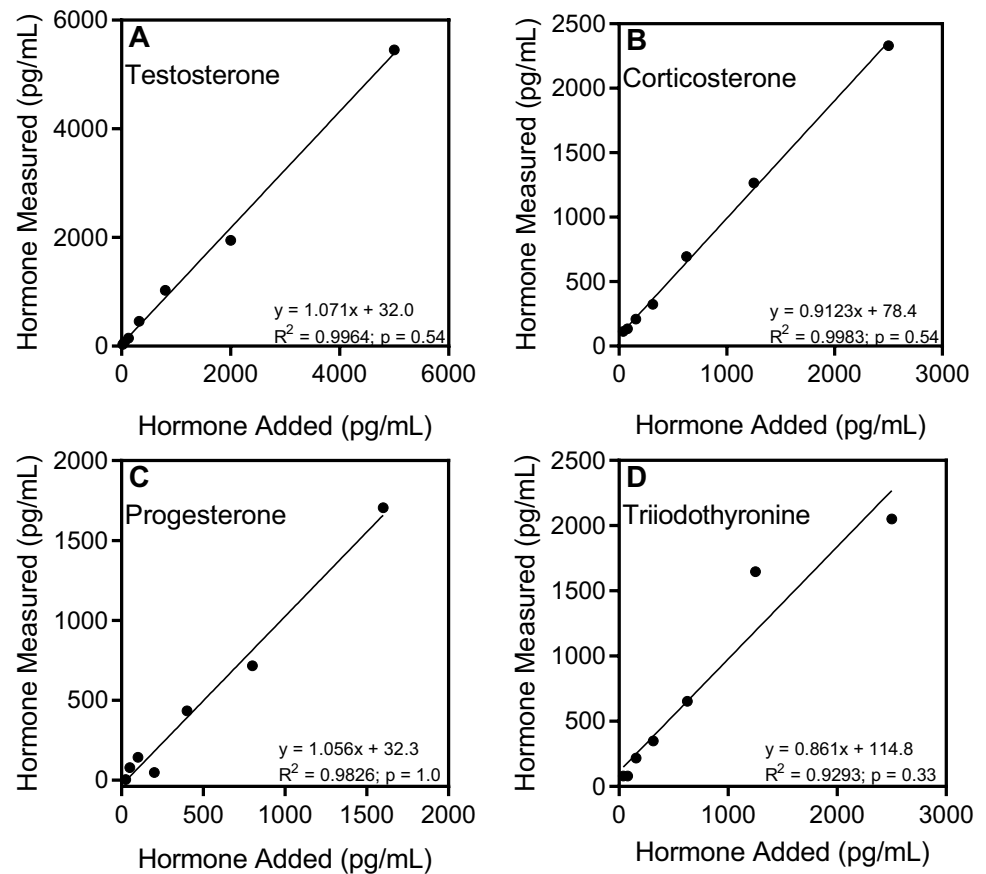 A
Testosterone
Hormone Measured (pg/mL)
6000
4000
2000
0
y = 1.071x + 32.0
R² = 0.9964; p = 0.54
0 2000 4000 6000
Hormone Added (pg/mL)
B
Corticosterone
Hormone Measured (pg/mL)
2500
2000
1500
1000
500
0
y = 0.9123x + 78.4
R² = 0.9983; p = 0.54
0 1000 2000 3000
Hormone Added (pg/mL)
C
Progesterone
Hormone Measured (pg/mL)
2000
1500
1000
500
0
y = 1.056x + 32.3
R² = 0.9826; p = 1.0
0 500 1000 1500 2000
Hormone Added (pg/mL)
D
Triiodothyronine
Hormone Measured (pg/mL)
2500
2000
1500
1000
500
0
y = 0.861x + 114.8
R² = 0.9293; p = 0.33
0 1000 2000 3000
Hormone Added (pg/mL)